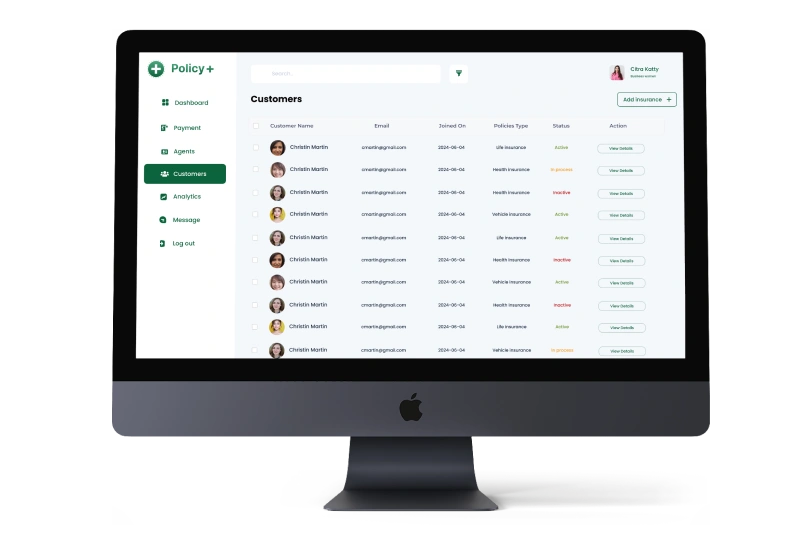 Policy+
Search...
Citra Katty
Business woman
Dashboard
Payment
Agents
Customers
Analytics
Message
Log out
Customers
Add Insurance +
Customer Name Email Joined On Policies Type Status Action
Christin Martin cmartin@gmail.com 2024-06-04 Life Insurance Active View Details
Christin Martin cmartin@gmail.com 2024-06-04 Health Insurance In process View Details
Christin Martin cmartin@gmail.com 2024-06-04 Health Insurance Inactive View Details
Christin Martin cmartin@gmail.com 2024-06-04 Vehicle Insurance Active View Details
Christin Martin cmartin@gmail.com 2024-06-04 Life Insurance Active View Details
Christin Martin cmartin@gmail.com 2024-06-04 Health Insurance Inactive View Details
Christin Martin cmartin@gmail.com 2024-06-04 Vehicle Insurance Active View Details
Christin Martin cmartin@gmail.com 2024-06-04 Health Insurance Inactive View Details
Christin Martin cmartin@gmail.com 2024-06-04 Life Insurance Active View Details
Christin Martin cmartin@gmail.com 2024-06-04 Vehicle Insurance In process View Details